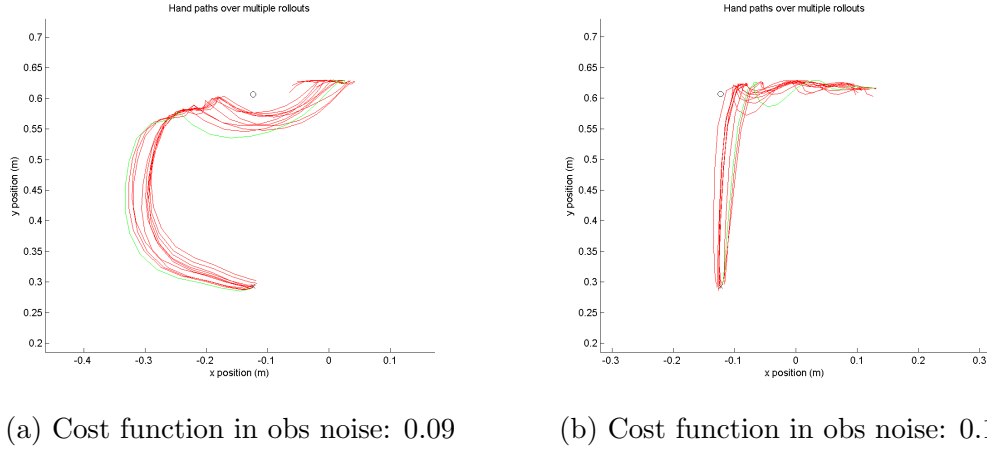 Hand paths over multiple rollouts
0.7
0.65
0.6
0.55
0.5
0.45
0.4
0.35
0.3
0.25
0.2
y position (m)
-0.4 -0.3 -0.2 -0.1 0 0.1
x position (m)
(a) Cost function in obs noise: 0.09
Hand paths over multiple rollouts
0.7
0.65
0.6
0.55
0.5
0.45
0.4
0.35
0.3
0.25
0.2
y position (m)
-0.3 -0.2 -0.1 0 0.1 0.2 0.3
x position (m)
(b) Cost function in obs noise: